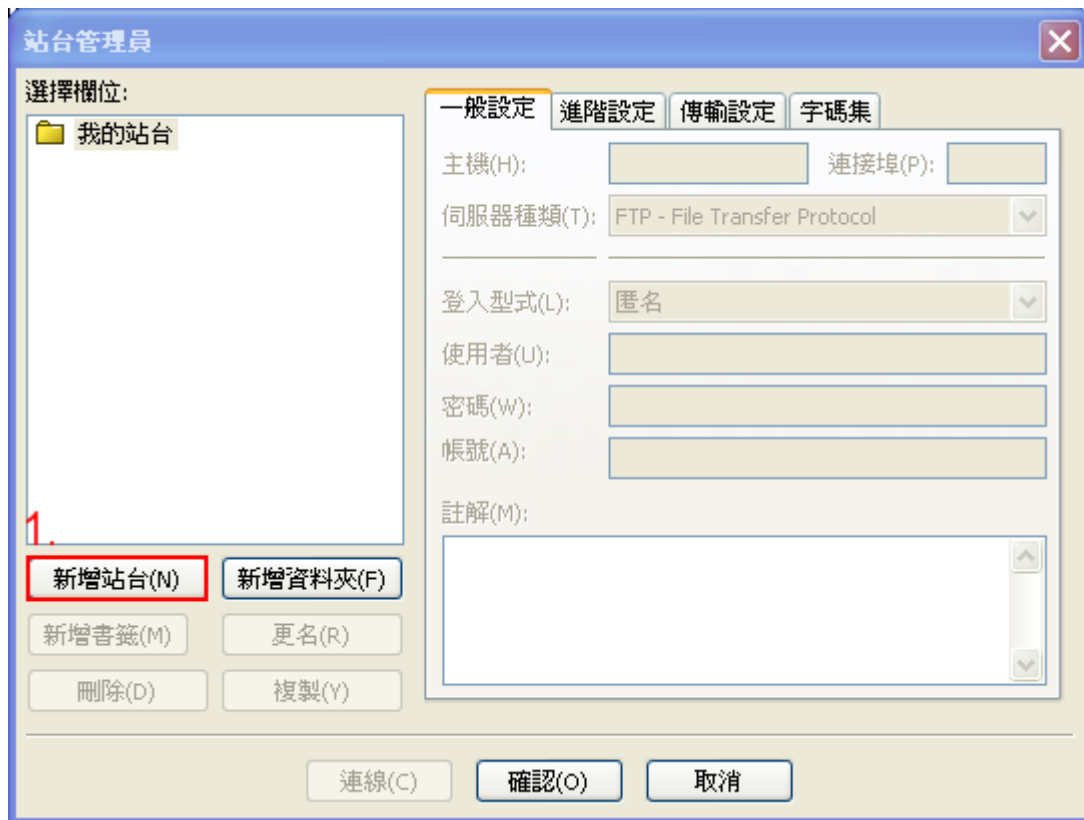 站台管理員
選擇欄位:
我的站台
1.
新增站台(N) 新增資料夾(F)
新增書籤(M) 更名(R)
刪除(D) 複製(Y)
一般設定 進階設定 傳輸設定 字碼集
主機(H): 連接埠(P):
伺服器種類(T): FTP - File Transfer Protocol
登入型式(L): 匿名
使用者(U):
密碼(W):
帳號(A):
註解(M):
連線(C) 確認(O) 取消